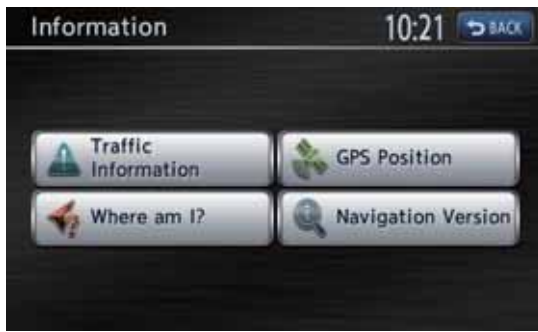 Information
10:21
BACK
Traffic
Information
GPS Position
Where am I?
Navigation Version